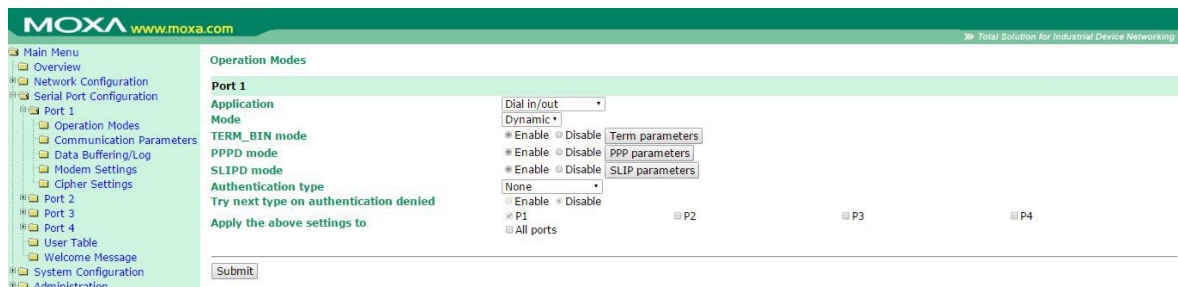 MOXA www.moxa.com
Total Solution for Industrial Device Networking
Main Menu
Overview
Network Configuration
Serial Port Configuration
Port 1
Operation Modes
Communication Parameters
Data Buffering/Log
Modem Settings
Cipher Settings
Port 2
Port 3
Port 4
User Table
Welcome Message
System Configuration
Administration
Operation Modes
Port 1
Application Dial in/out
Mode Dynamic
TERM_BIN mode Enable Disable Term parameters
PPPD mode Enable Disable PPP parameters
SLIPD mode Enable Disable SLIP parameters
Authentication type None
Try next type on authentication denied Enable Disable
Apply the above settings to P1 P2 P3 P4
All ports
Submit